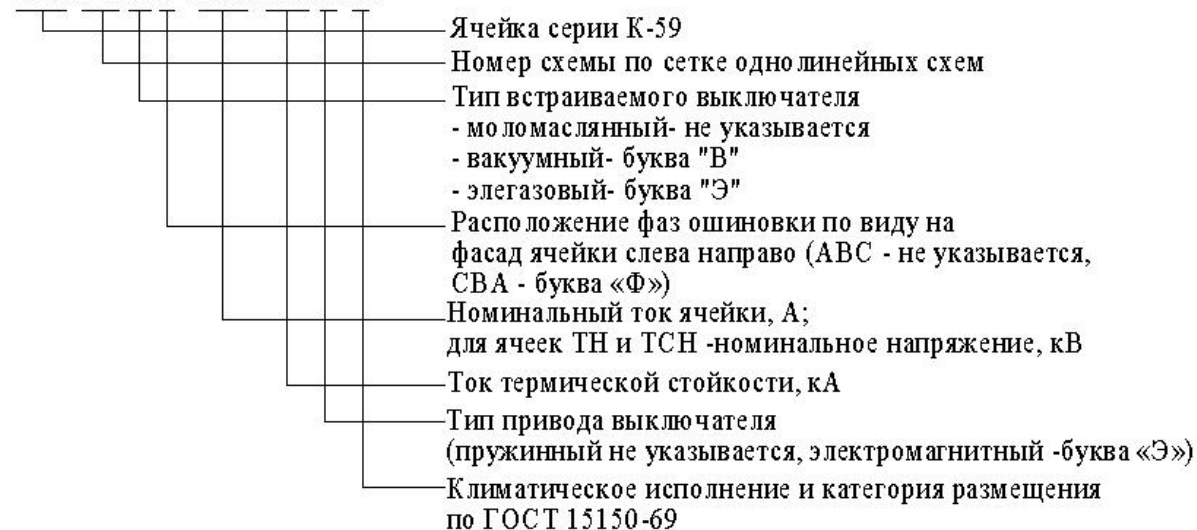 Ячейка серии К-59
Номер схемы по сетке однолинейных схем
Тип встраиваемого выключателя
- моломаслянный- не указывается
- вакуумный- буква "В"
- элегазовый- буква "Э"
Расположение фаз ошиновки по виду на
фасад ячейки слева направо (АВС - не указывается,
СВА - буква «Ф»)
Номинальный ток ячейки, А;
для ячеек ТН и ТСН -номинальное напряжение, кВ
Ток термической стойкости, кА
Тип привода выключателя
(пружинный не указывается, электромагнитный -буква «Э»)
Климатическое исполнение и категория размещения
по ГОСТ 15150-69